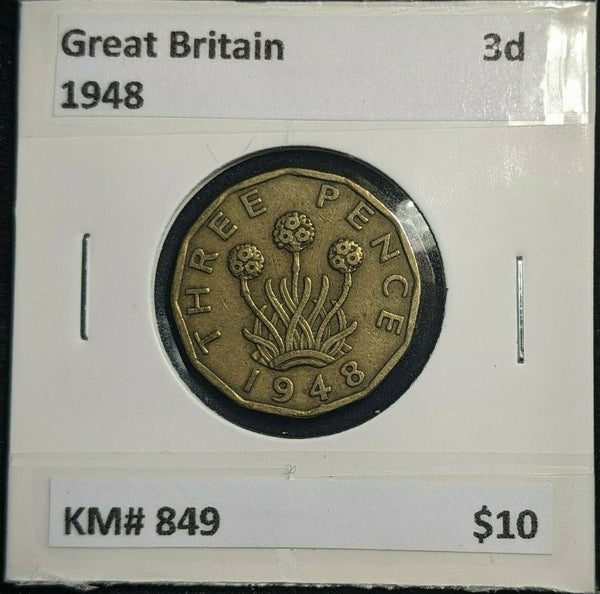 Great Britain 3d
1948
THREE PENCE
1948
KM# 849 $10